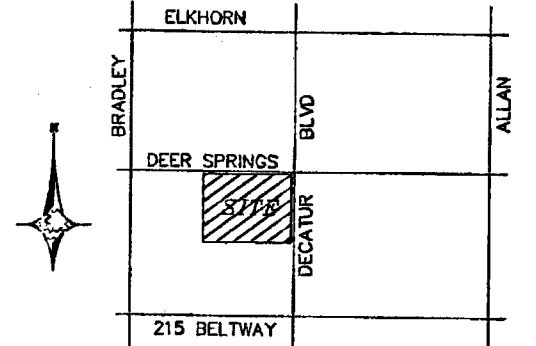 ELKHORN
BRADLEY
BLVD
ALLAN
DEER SPRINGS
SITE
DECATUR
215 BELTWAY